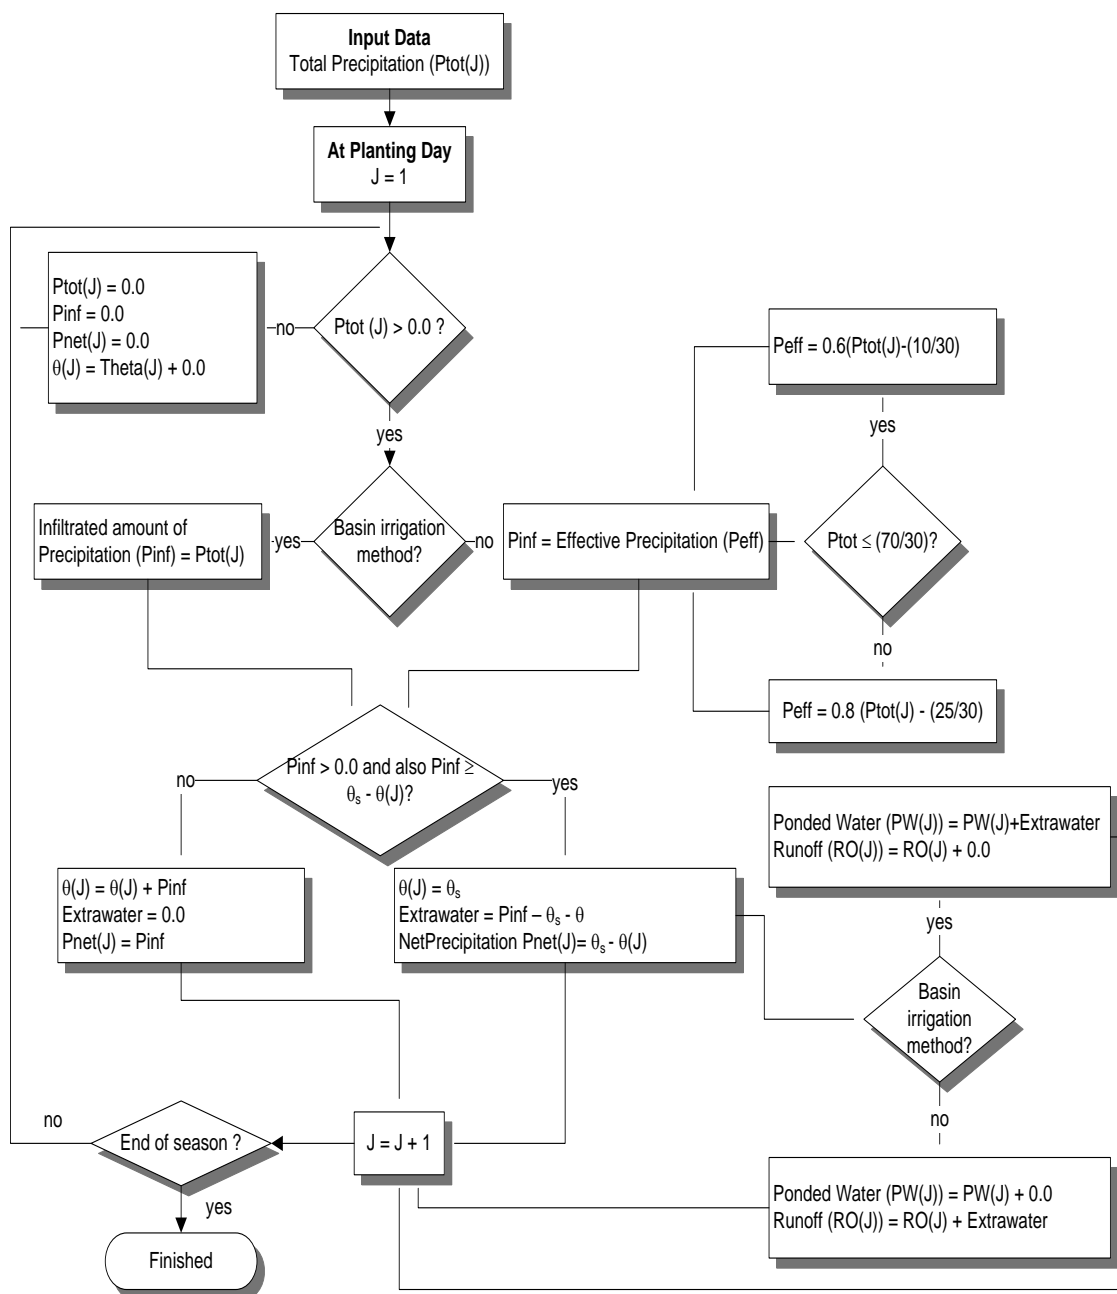 Input Data
Total Precipitation (Ptot(J))
At Planting Day
J = 1
Ptot(J) = 0.0
Pinf = 0.0
Pnet(J) = 0.0
θ(J) = Theta(J) + 0.0
no
Ptot (J) > 0.0 ?
yes
Peff = 0.6(Ptot(J)-(10/30)
yes
Infiltrated amount of
Precipitation (Pinf) = Ptot(J)
yes
Basin irrigation
method?
no
Pinf = Effective Precipitation (Peff)
Ptot ≤ (70/30)?
no
Peff = 0.8 (Ptot(J) - (25/30)
no
Pinf > 0.0 and also Pinf ≥
θs - θ(J)?
yes
Ponded Water (PW(J)) = PW(J)+Extrawater
Runoff (RO(J)) = RO(J) + 0.0
yes
θ(J) = θ(J) + Pinf
Extrawater = 0.0
Pnet(J) = Pinf
θ(J) = θs
Extrawater = Pinf – θs - θ
NetPrecipitation Pnet(J)= θs - θ(J)
Basin
irrigation
method?
no
no
End of season ?
J = J + 1
yes
Ponded Water (PW(J)) = PW(J) + 0.0
Runoff (RO(J)) = RO(J) + Extrawater
Finished